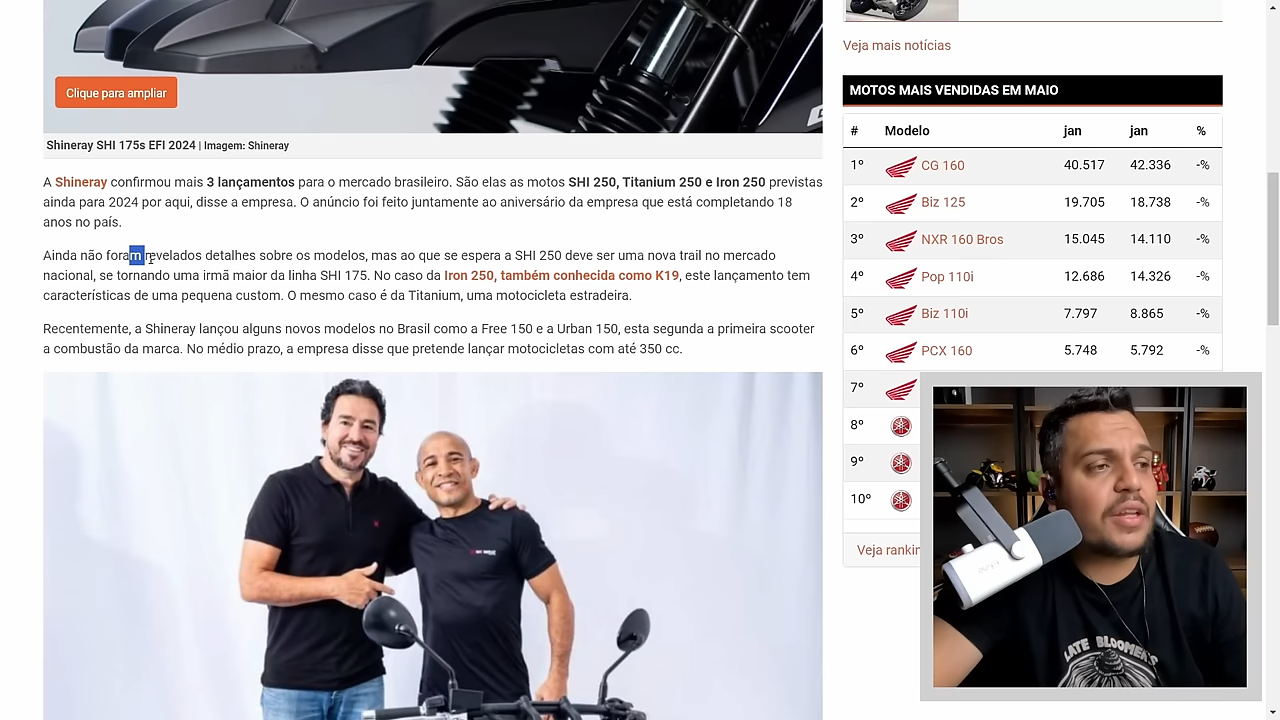 Clique para ampliar
Shineray SHI 175s EFI 2024 | Imagem: Shineray
A Shineray confirmou mais 3 lançamentos para o mercado brasileiro. São elas as motos SHI 250, Titanium 250 e Iron 250 previstas
ainda para 2024 por aqui, disse a empresa. O anúncio foi feito juntamente ao aniversário da empresa que está completando 18
anos no país.
Ainda não foram revelados detalhes sobre os modelos, mas ao que se espera a SHI 250 deve ser uma nova trail no mercado
nacional, se tornando uma irmã maior da linha SHI 175. No caso da Iron 250, também conhecida como K19, este lançamento tem
características de uma pequena custom. O mesmo caso é da Titanium, uma motocicleta estradeira.
Recentemente, a Shineray lançou alguns novos modelos no Brasil como a Free 150 e a Urban 150, esta segunda a primeira scooter
a combustão da marca. No médio prazo, a empresa disse que pretende lançar motocicletas com até 350 cc.
Veja mais notícias
MOTOS MAIS VENDIDAS EM MAIO
# Modelo jan jan %
1º CG 160 40.517 42.336 -%
2º Biz 125 19.705 18.738 -%
3º NXR 160 Bros 15.045 14.110 -%
4º Pop 110i 12.686 14.326 -%
5º Biz 110i 7.797 8.865 -%
6º PCX 160 5.748 5.792 -%
7º
8º
9º
10º
Veja rankin
LATE BLOOMERS